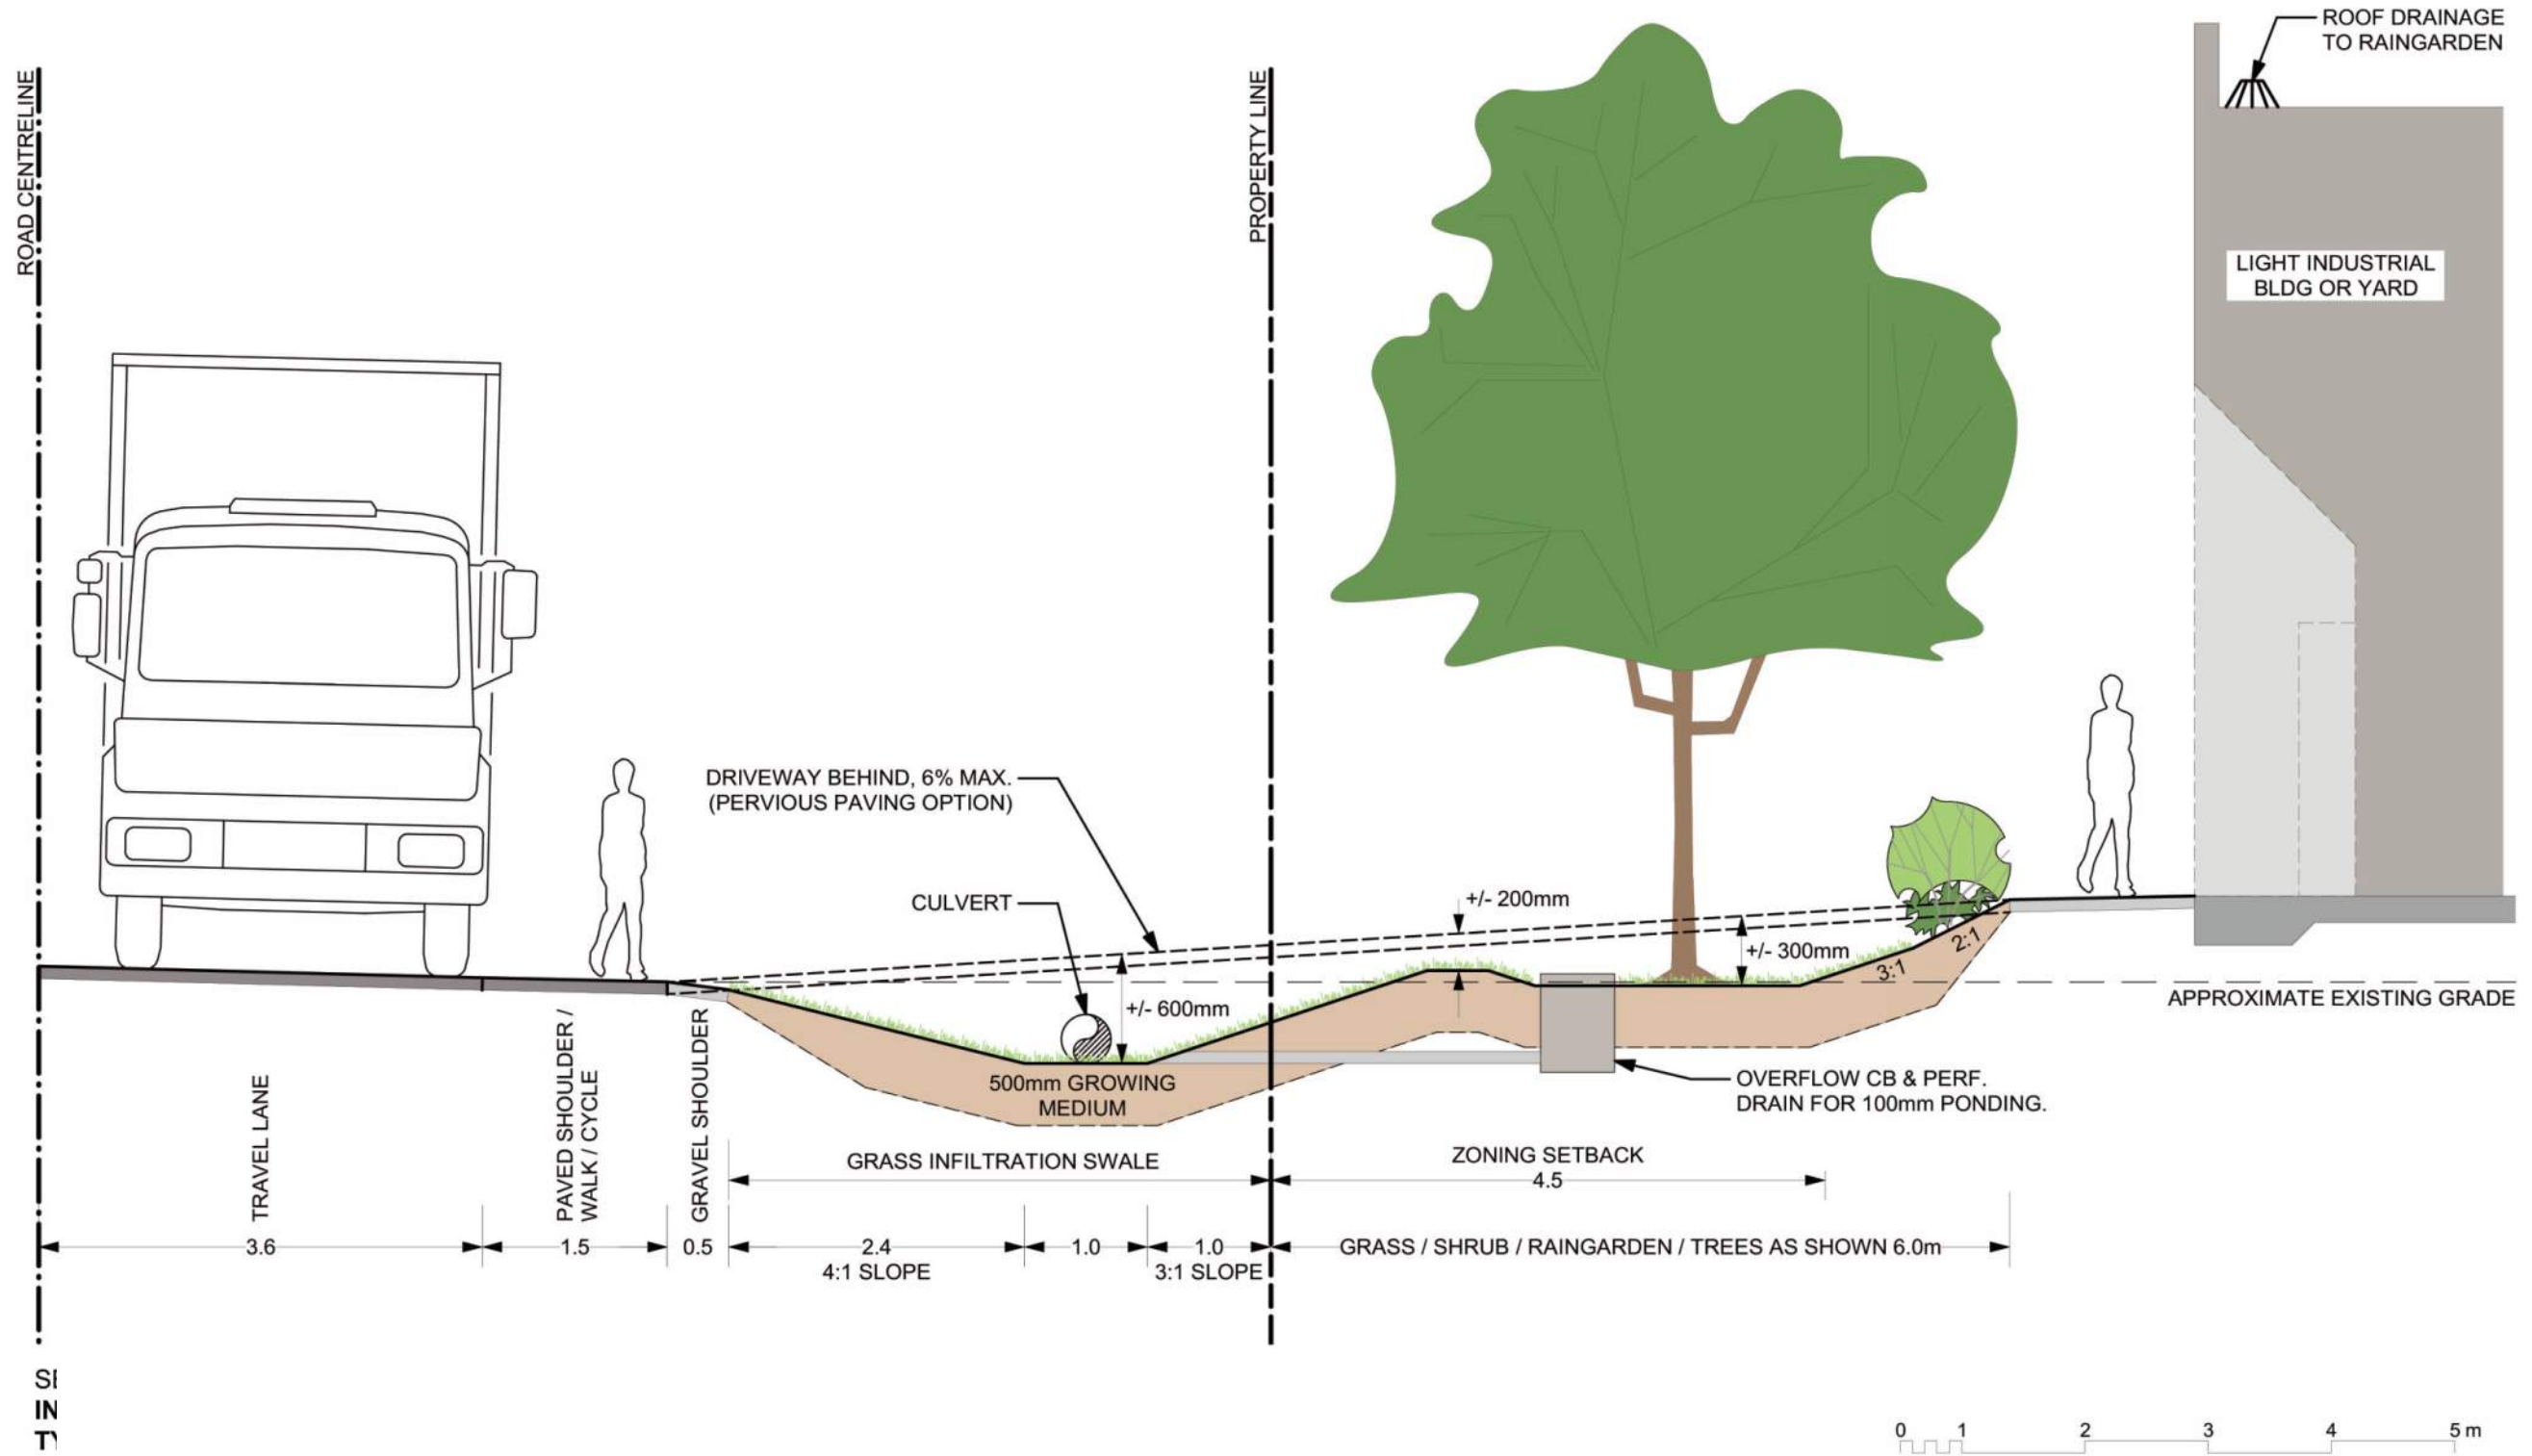 ROOF DRAINAGE
TO RAINGARDEN
ROAD CENTRELINE
PROPERTY LINE
LIGHT INDUSTRIAL
BLDG OR YARD
DRIVEWAY BEHIND, 6% MAX.
(PERVIOUS PAVING OPTION)
CULVERT
+/- 200mm
+/- 300mm
+/- 600mm
3:1
2:1
APPROXIMATE EXISTING GRADE
500mm GROWING
MEDIUM
OVERFLOW CB & PERF.
DRAIN FOR 100mm PONDING.
TRAVEL LANE
PAVED SHOULDER /
WALK / CYCLE
GRAVEL SHOULDER
GRASS INFILTRATION SWALE
ZONING SETBACK
4.5
3.6
1.5
0.5
2.4
4:1 SLOPE
1.0
1.0
3:1 SLOPE
GRASS / SHRUB / RAINGARDEN / TREES AS SHOWN 6.0m
IN
0 1 2 3 4 5 m